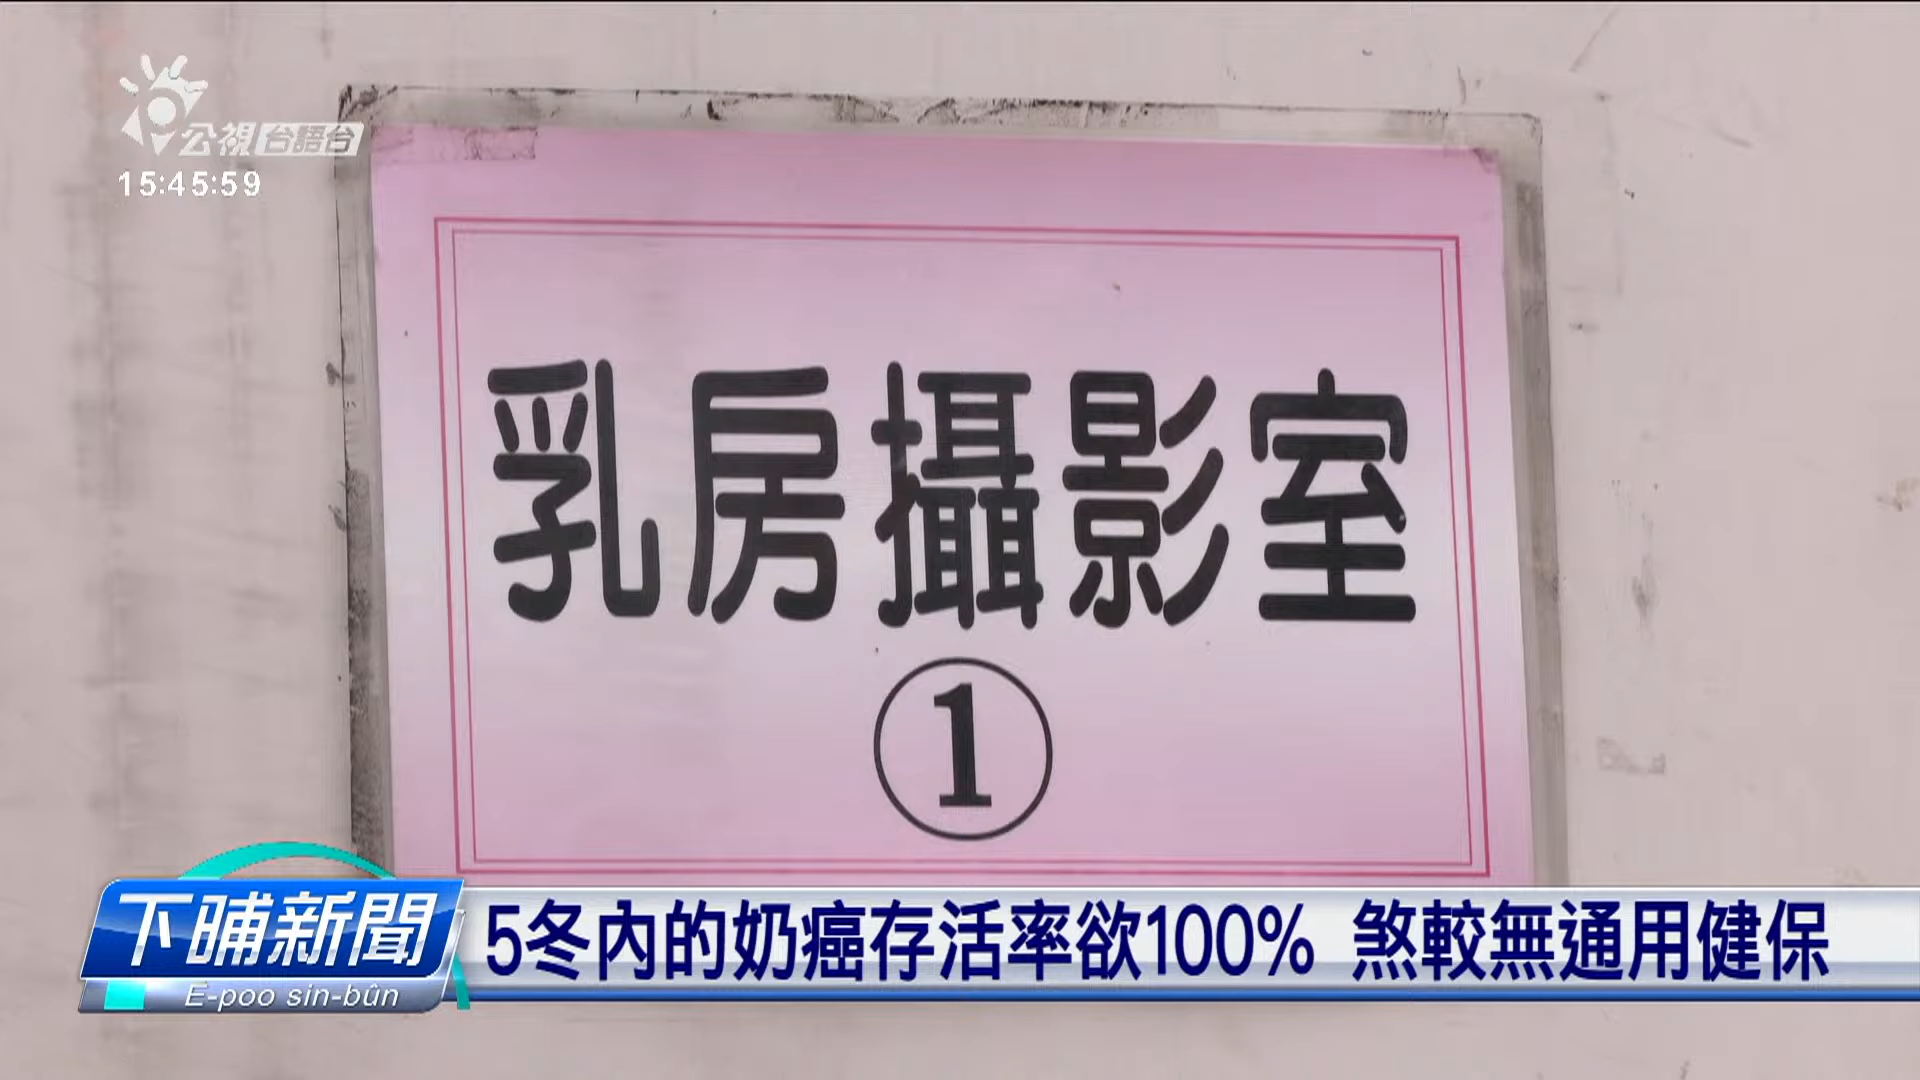 公視台語台
15:45:59
乳房攝影室
①
下晡新聞
E-poo sin-bûn
5冬內的奶癌存活率欲100% 煞較無通用健保